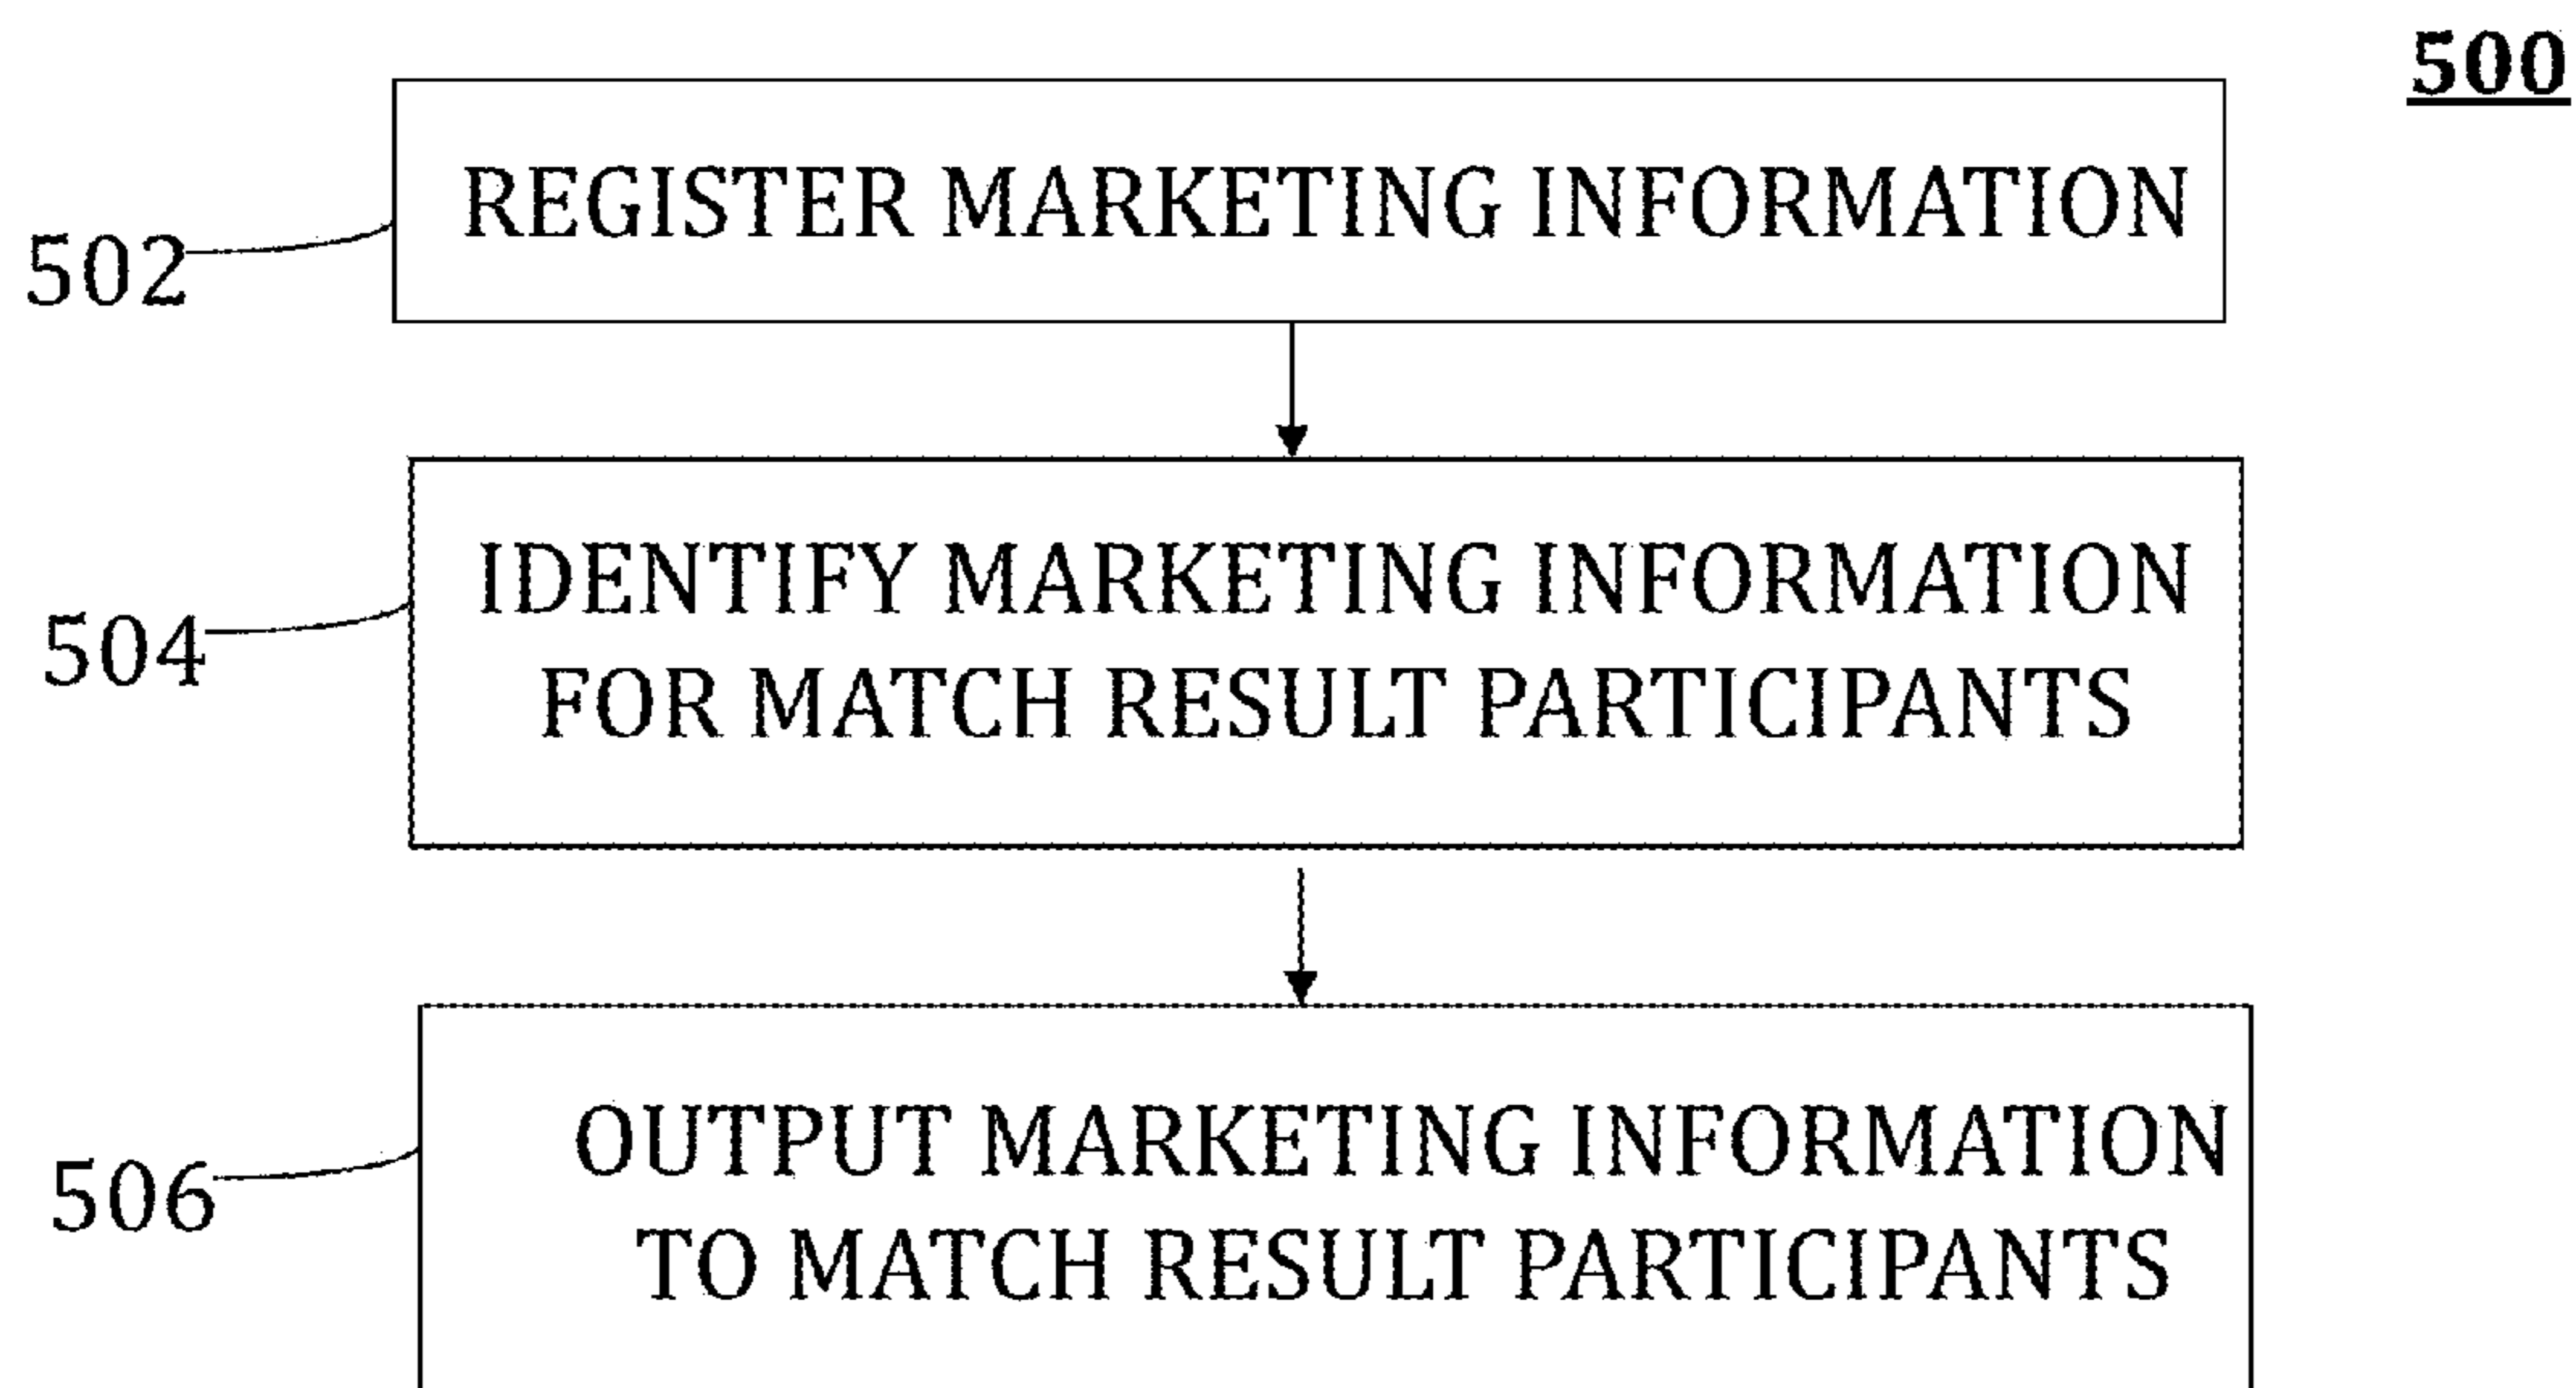 500
REGISTER MARKETING INFORMATION
502
IDENTIFY MARKETING INFORMATION
FOR MATCH RESULT PARTICIPANTS
504
OUTPUT MARKETING INFORMATION
TO MATCH RESULT PARTICIPANTS
506